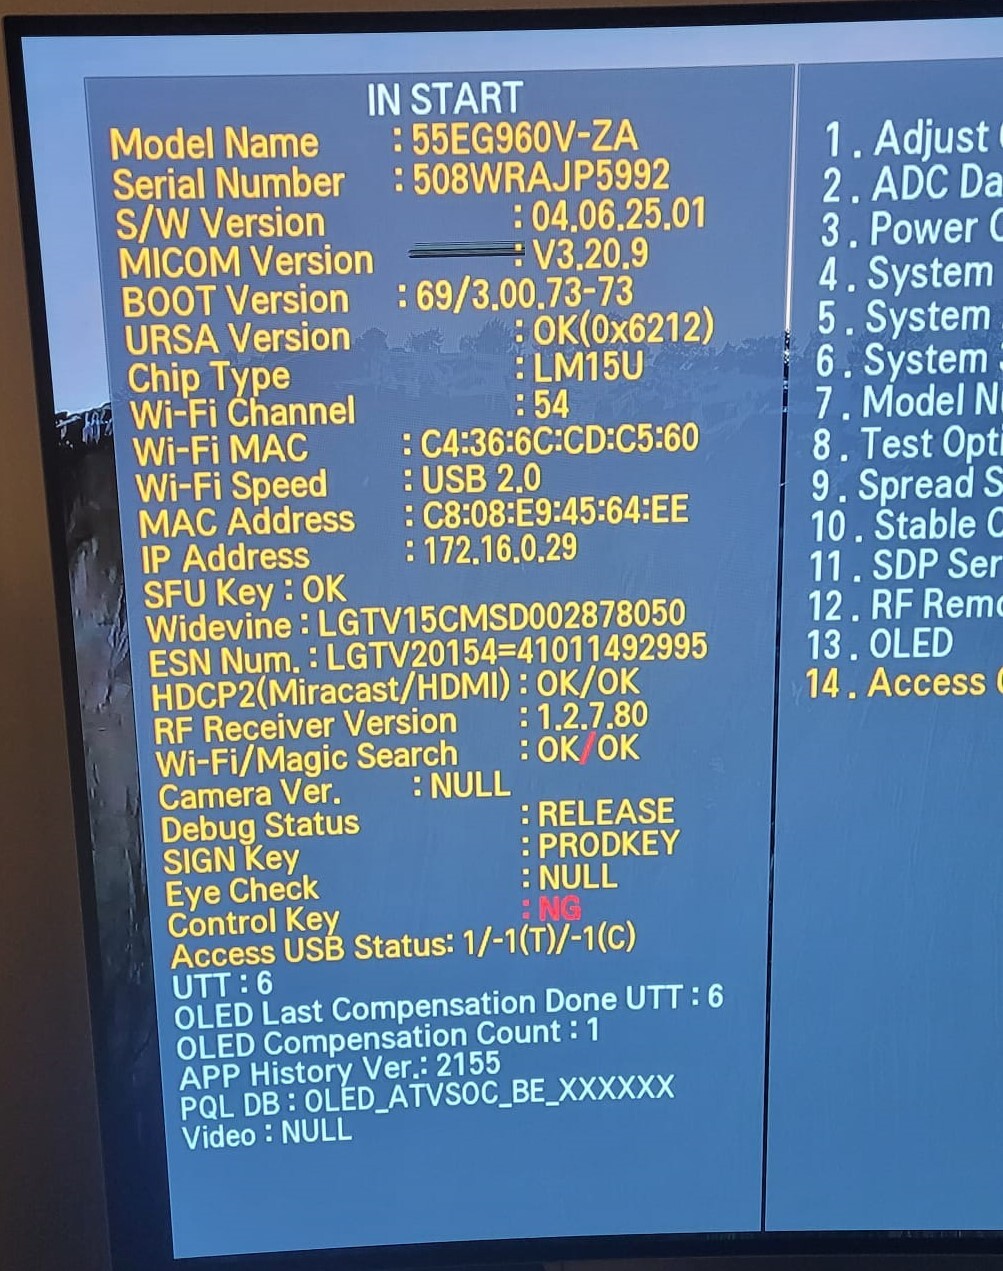 IN START
Model Name : 55EG960V-ZA
Serial Number : 508WRAJP5992
S/W Version : 04.06.25.01
MICOM Version : V3.20.9
BOOT Version : 69/3.00.73-73
URSA Version : OK(0x6212)
Chip Type : LM15U
Wi-Fi Channel : 54
Wi-Fi MAC : C4:36:6C:CD:C5:60
Wi-Fi Speed : USB 2.0
MAC Address : C8:08:E9:45:64:EE
IP Address : 172.16.0.29
SFU Key : OK
Widevine : LGTV15CMSD002878050
ESN Num. : LGTV20154=41011492995
HDCP2(Miracast/HDMI) : OK/OK
RF Receiver Version : 1.2.7.80
Wi-Fi/Magic Search : OK/OK
Camera Ver. : NULL
Debug Status : RELEASE
SIGN Key : PRODKEY
Eye Check : NULL
Control Key : NG
Access USB Status: 1/-1(T)/-1(C)
UTT : 6
OLED Last Compensation Done UTT : 6
OLED Compensation Count : 1
APP History Ver.: 2155
PQL DB : OLED_ATVSOC_BE_XXXXXX
Video : NULL
1 . Adjust
2 . ADC Da
3 . Power
4 . System
5 . System
6 . System
7 . Model N
8 . Test Opti
9 . Spread S
10 . Stable
11 . SDP Ser
12 . RF Remo
13 . OLED
14 . Access